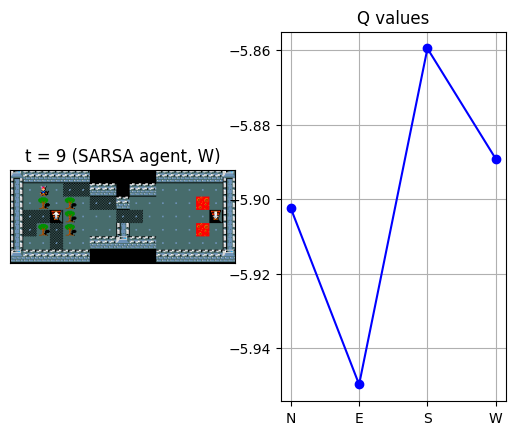 Q values
t = 9 (SARSA agent, W)
−5.86
−5.88
−5.90
−5.92
−5.94
N E S W